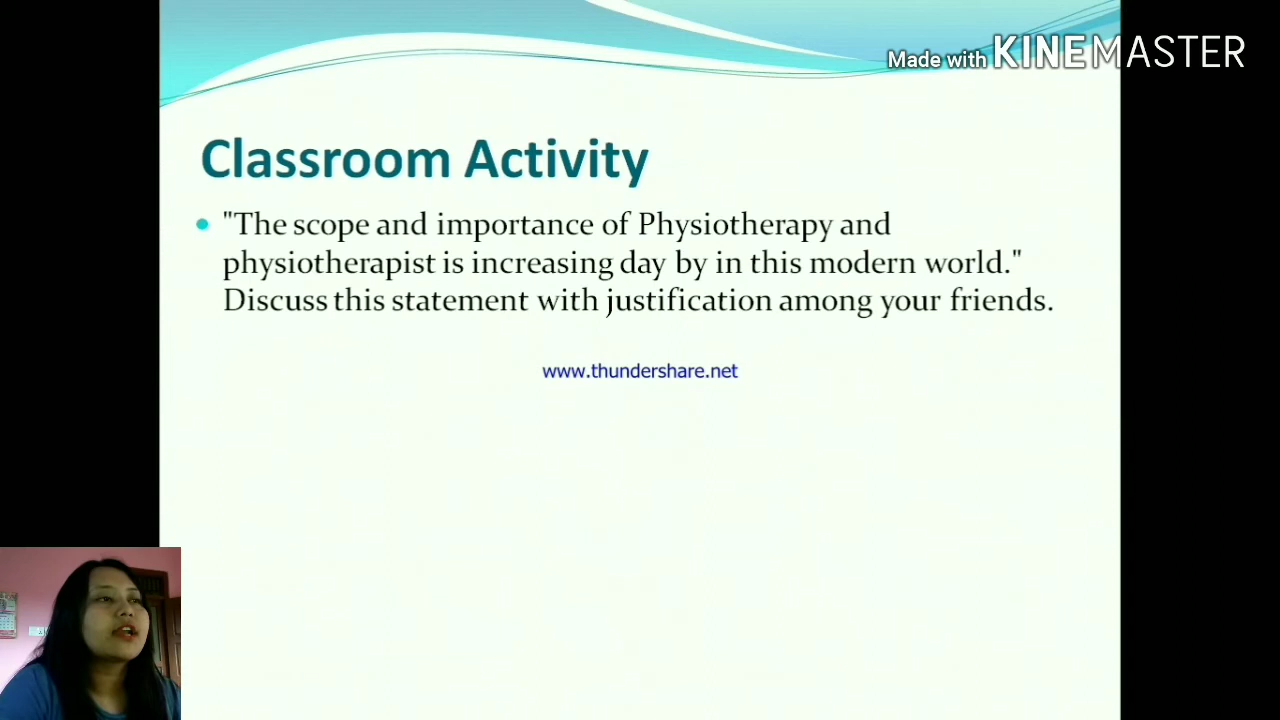 Made with KINEMASTER
Classroom Activity
"The scope and importance of Physiotherapy and
physiotherapist is increasing day by in this modern world."
Discuss this statement with justification among your friends.
www.thundershare.net